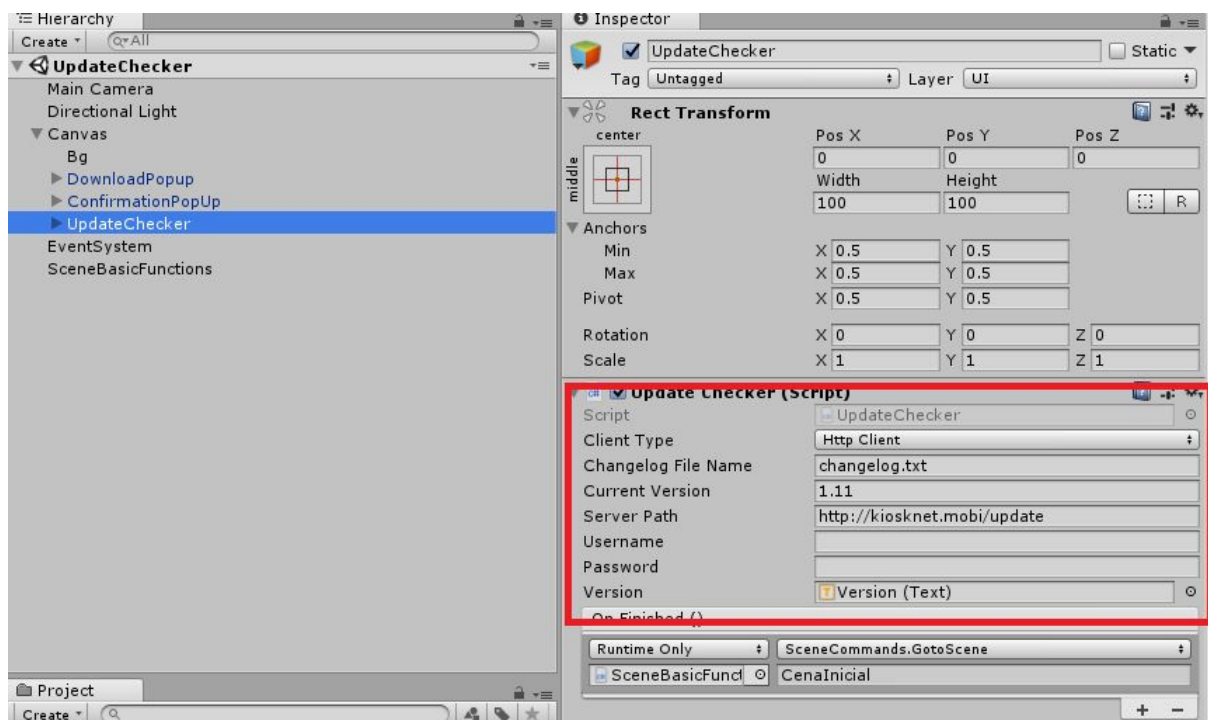 Hierarchy
Create
All
UpdateChecker
Main Camera
Directional Light
Canvas
Bg
DownloadPopup
ConfirmationPopUp
UpdateChecker
EventSystem
SceneBasicFunctions
Project
Create
Inspector
UpdateChecker Static
Tag Untagged Layer UI
Rect Transform
center Pos X Pos Y Pos Z
middle
0 0 0
Width Height
100 100 R
Anchors
Min X 0.5 Y 0.5
Max X 0.5 Y 0.5
Pivot X 0.5 Y 0.5
Rotation X 0 Y 0 Z 0
Scale X 1 Y 1 Z 1
Update Checker (Script)
Script UpdateChecker
Client Type Http Client
Changelog File Name changelog.txt
Current Version 1.11
Server Path http://kiosknet.mobi/update
Username
Password
Version Version (Text)
On Finished ()
Runtime Only SceneCommands.GotoScene
SceneBasicFunct CenaInicial
+ -